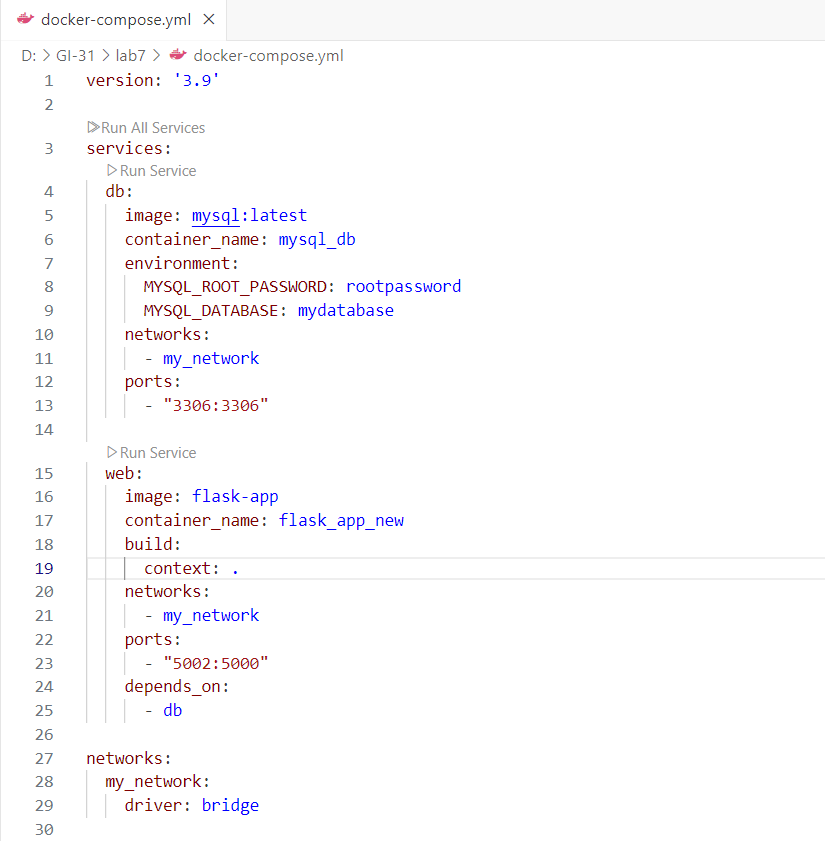 docker-compose.yml ×
D: > GI-31 > lab7 > docker-compose.yml
1 version: '3.9'
2
Run All Services
3 services:
Run Service
4   db:
5     image: mysql:latest
6     container_name: mysql_db
7     environment:
8       MYSQL_ROOT_PASSWORD: rootpassword
9       MYSQL_DATABASE: mydatabase
10     networks:
11       - my_network
12     ports:
13       - "3306:3306"
14
Run Service
15   web:
16     image: flask-app
17     container_name: flask_app_new
18     build:
19       context: .
20     networks:
21       - my_network
22     ports:
23       - "5002:5000"
24     depends_on:
25       - db
26
27 networks:
28   my_network:
29     driver: bridge
30